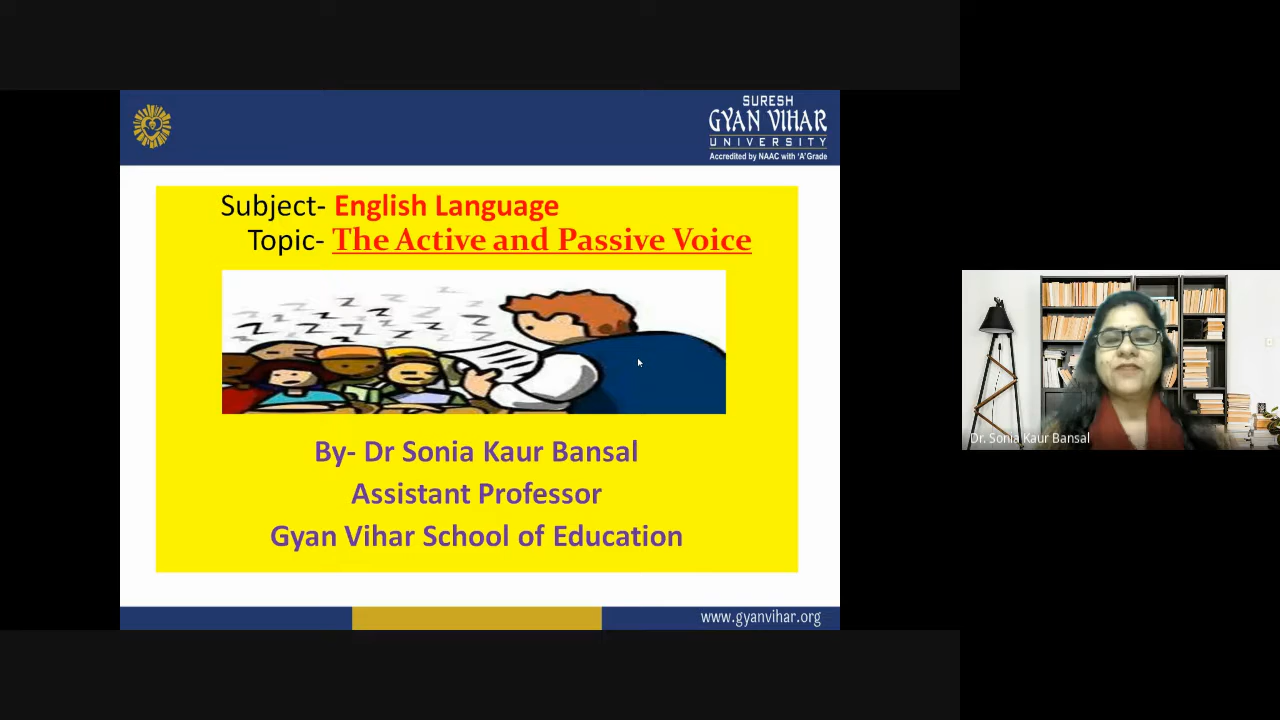 SURESH
GYAN VIHAR
UNIVERSITY
Accredited by NAAC with 'A' Grade
Subject- English Language
Topic- The Active and Passive Voice
z z z z z z z z z z z z z z z z z z z z
By- Dr Sonia Kaur Bansal
Assistant Professor
Gyan Vihar School of Education
www.gyanvihar.org
Dr. Sonia Kaur Bansal